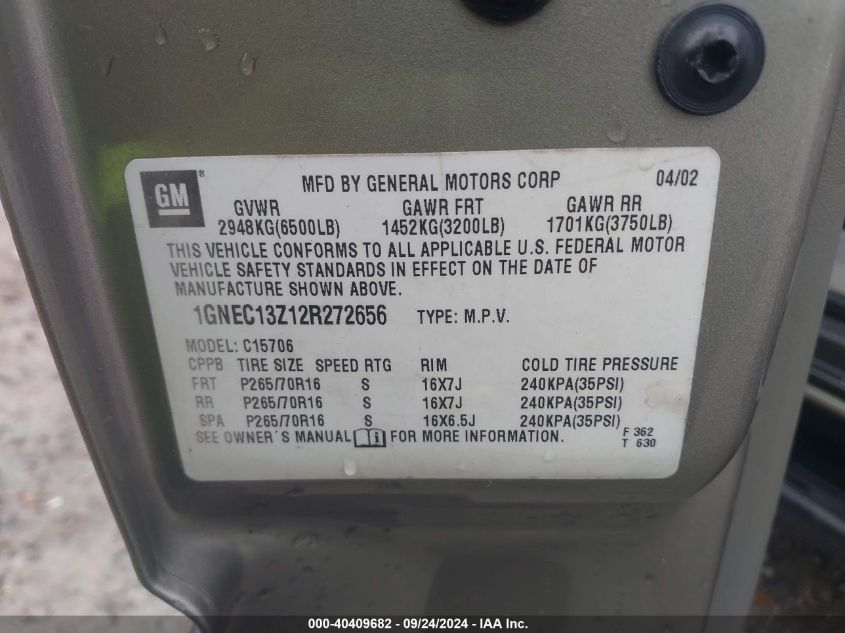 GM ® MFD BY GENERAL MOTORS CORP 04/02
GVWR GAWR FRT GAWR RR
2948KG(6500LB) 1452KG(3200LB) 1701KG(3750LB)
THIS VEHICLE CONFORMS TO ALL APPLICABLE U.S. FEDERAL MOTOR
VEHICLE SAFETY STANDARDS IN EFFECT ON THE DATE OF
MANUFACTURE SHOWN ABOVE.
1GNEC13Z12R272656 TYPE: M.P.V.
MODEL: C15706
CPPB TIRE SIZE SPEED RTG RIM COLD TIRE PRESSURE
FRT P265/70R16 S 16X7J 240KPA(35PSI)
RR P265/70R16 S 16X7J 240KPA(35PSI)
SPA P265/70R16 S 16X6.5J 240KPA(35PSI)
SEE OWNER'S MANUAL i FOR MORE INFORMATION.
F 362
T 630
000-40409682 - 09/24/2024 - IAA Inc.